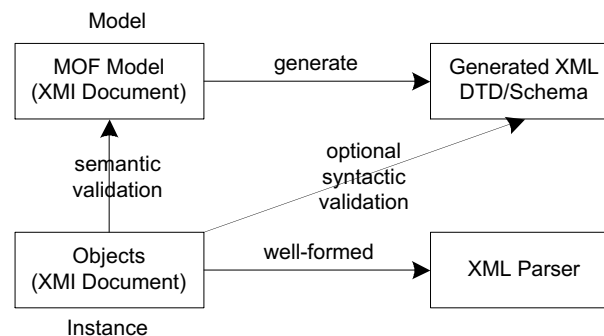 Model
MOF Model
(XMI Document)
generate
Generated XML
DTD/Schema
semantic
validation
optional
syntactic
validation
Objects
(XMI Document)
well-formed
XML Parser
Instance